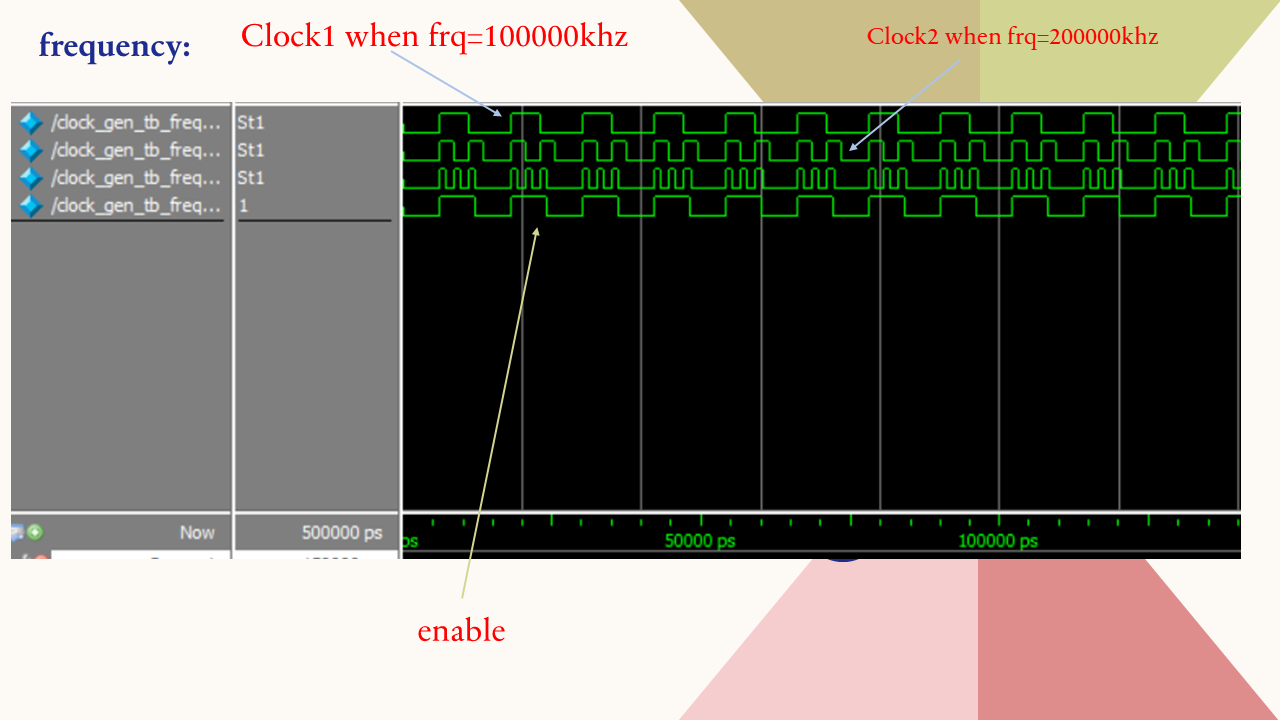 frequency:
Clock1 when frq=100000khz
Clock2 when frq=200000khz
/clock_gen_tb_freq... St1
/clock_gen_tb_freq... St1
/clock_gen_tb_freq... St1
/clock_gen_tb_freq... 1
Now 500000 ps
ps 50000 ps 100000 ps
enable